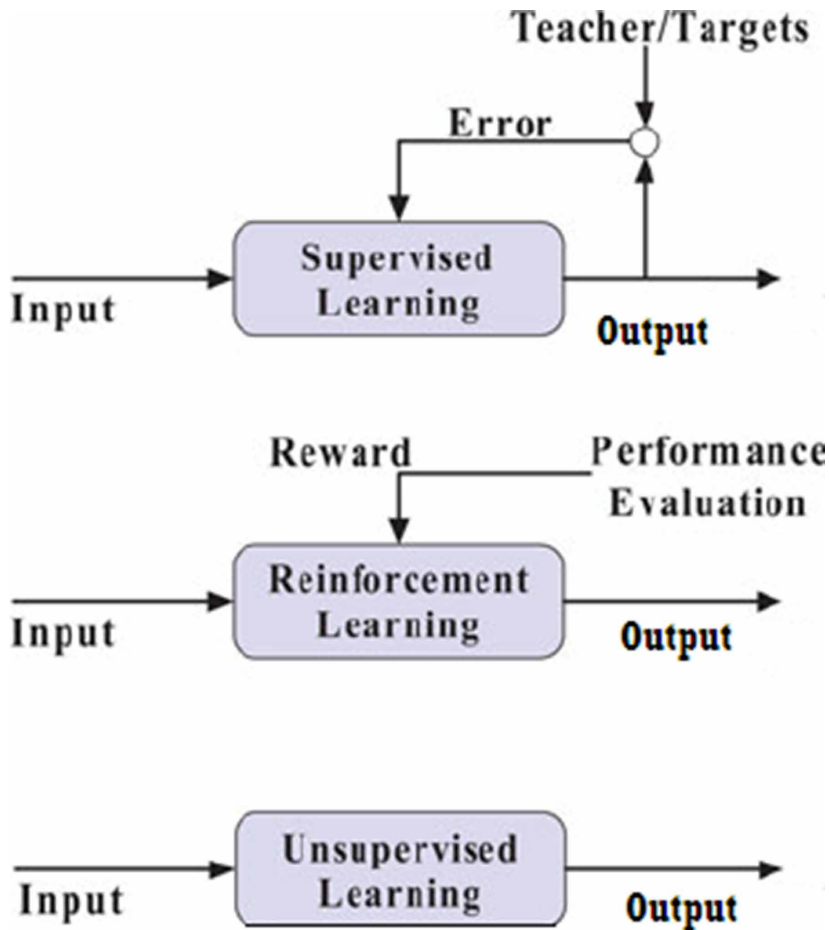 Teacher/Targets
Error
Supervised
Learning
Input
Output
Reward
Performance
Evaluation
Reinforcement
Learning
Input
Output
Unsupervised
Learning
Input
Output